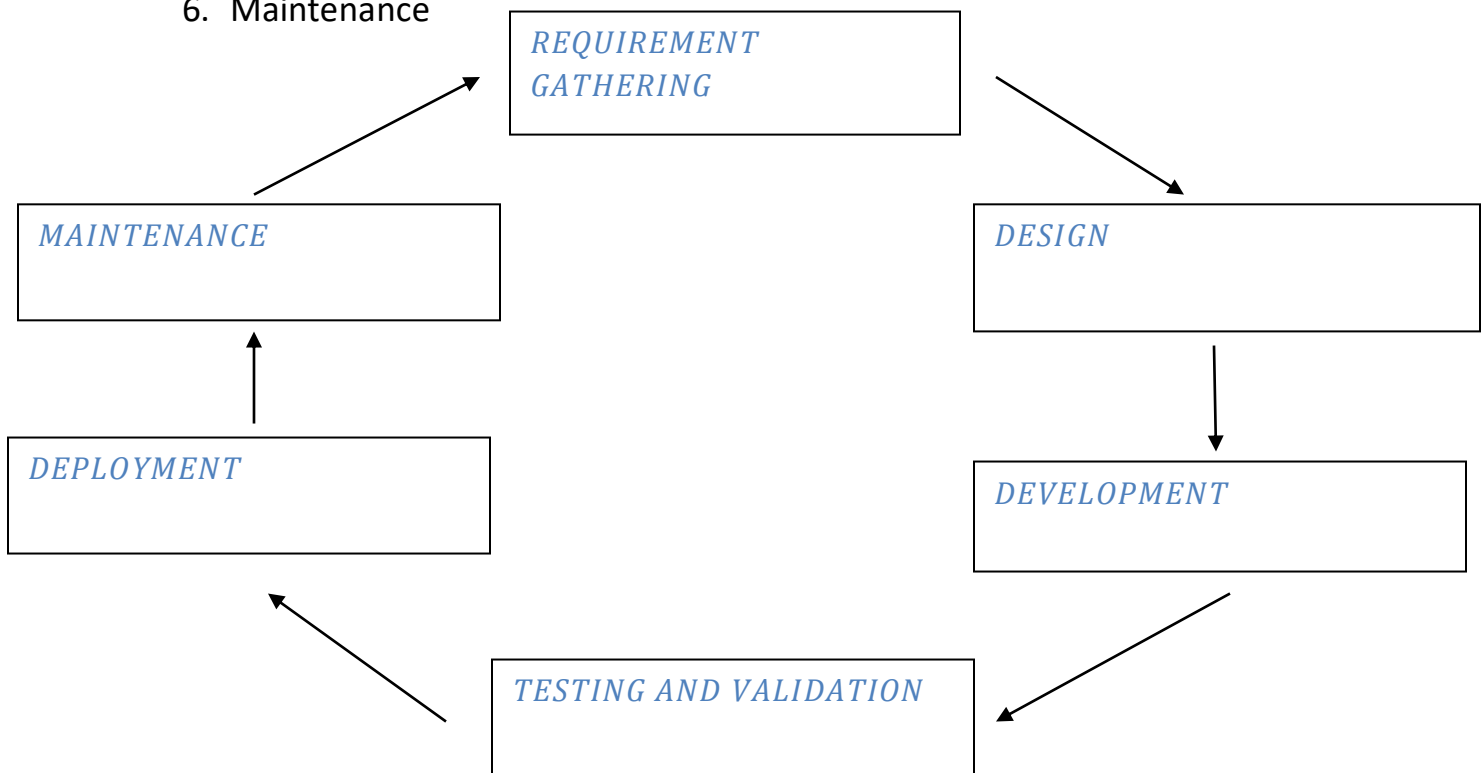 6. Maintenance
REQUIREMENT
GATHERING
MAINTENANCE
DESIGN
DEPLOYMENT
DEVELOPMENT
TESTING AND VALIDATION